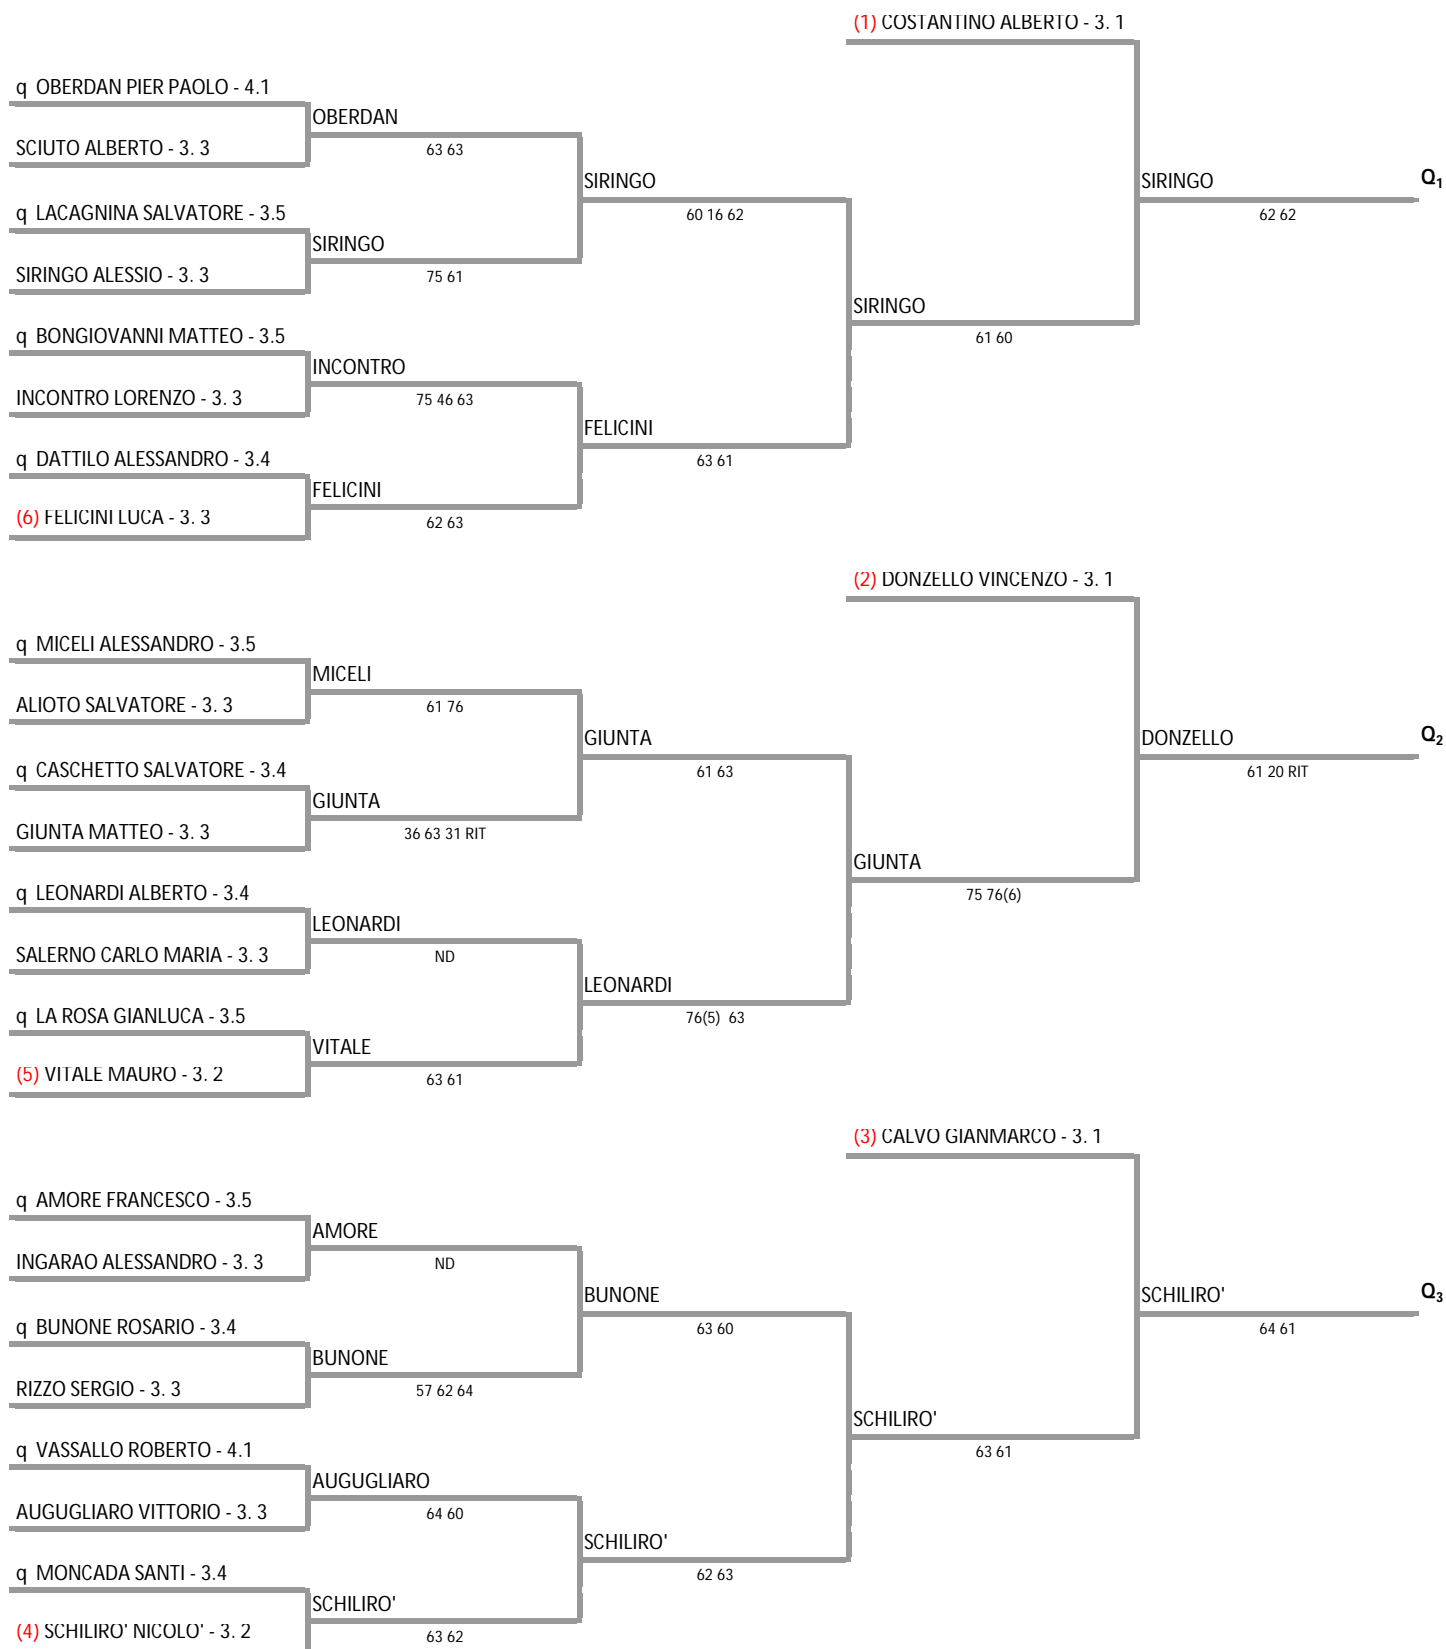 (1) COSTANTINO ALBERTO - 3. 1
q OBERDAN PIER PAOLO - 4.1
OBERDAN
SCIUTO ALBERTO - 3. 3
63 63
SIRINGO
SIRINGO
Q1
q LACAGNINA SALVATORE - 3.5
60 16 62
62 62
SIRINGO
SIRINGO ALESSIO - 3. 3
75 61
SIRINGO
q BONGIOVANNI MATTEO - 3.5
61 60
INCONTRO
INCONTRO LORENZO - 3. 3
75 46 63
FELICINI
q DATTILO ALESSANDRO - 3.4
63 61
FELICINI
(6) FELICINI LUCA - 3. 3
62 63
(2) DONZELLO VINCENZO - 3. 1
q MICELI ALESSANDRO - 3.5
MICELI
ALIOTO SALVATORE - 3. 3
61 76
GIUNTA
DONZELLO
Q2
q CASCHETTO SALVATORE - 3.4
61 63
61 20 RIT
GIUNTA
GIUNTA MATTEO - 3. 3
36 63 31 RIT
GIUNTA
q LEONARDI ALBERTO - 3.4
75 76(6)
LEONARDI
SALERNO CARLO MARIA - 3. 3
ND
LEONARDI
q LA ROSA GIANLUCA - 3.5
76(5) 63
VITALE
(5) VITALE MAURO - 3. 2
63 61
(3) CALVO GIANMARCO - 3. 1
q AMORE FRANCESCO - 3.5
AMORE
INGARAO ALESSANDRO - 3. 3
ND
BUNONE
SCHILIRO'
Q3
q BUNONE ROSARIO - 3.4
63 60
64 61
BUNONE
RIZZO SERGIO - 3. 3
57 62 64
SCHILIRO'
q VASSALLO ROBERTO - 4.1
63 61
AUGUGLIARO
AUGUGLIARO VITTORIO - 3. 3
64 60
SCHILIRO'
q MONCADA SANTI - 3.4
62 63
SCHILIRO'
(4) SCHILIRO' NICOLO' - 3. 2
63 62